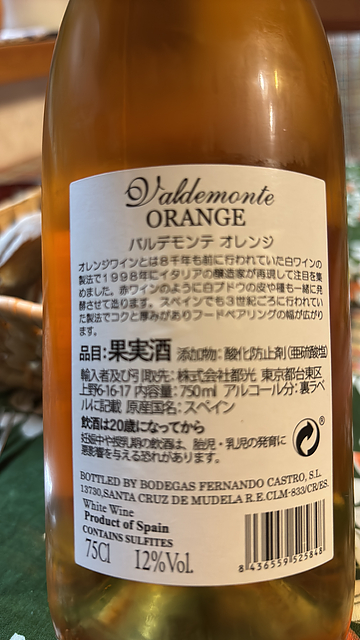 Valdemonte
ORANGE
バルデモンテ オレンジ
オレンジワインとは8千年も前に行われていた白ワインの
製法で1998年にイタリアの醸造家が再現して注目を集
めました。赤ワインのように白ブドウの皮や種も一緒に発
酵させて造ります。スペインでも3世紀ごろに行われてい
た製法でコクと厚みがありフードペアリングの幅が広がり
ます。
品目:果実酒 添加物: 酸化防止剤(亜硫酸塩)
輸入者及び引取先: 株式会社都光 東京都台東区
上野6-16-17 内容量:750ml アルコール分: 裏ラベ
ルに記載 原産国名: スペイン
飲酒は20歳になってから
妊娠中や授乳期の飲酒は、胎児・乳児の発育に
悪影響を与える恐れがあります。
BOTTLED BY BODEGAS FERNANDO CASTRO, S.L.
13730,SANTA CRUZ DE MUDELA R.E.CLM-833/CR/ES.
White Wine
Product of Spain
CONTAINS SULFITES
75Cl 12%Vol.
8 436559 525848